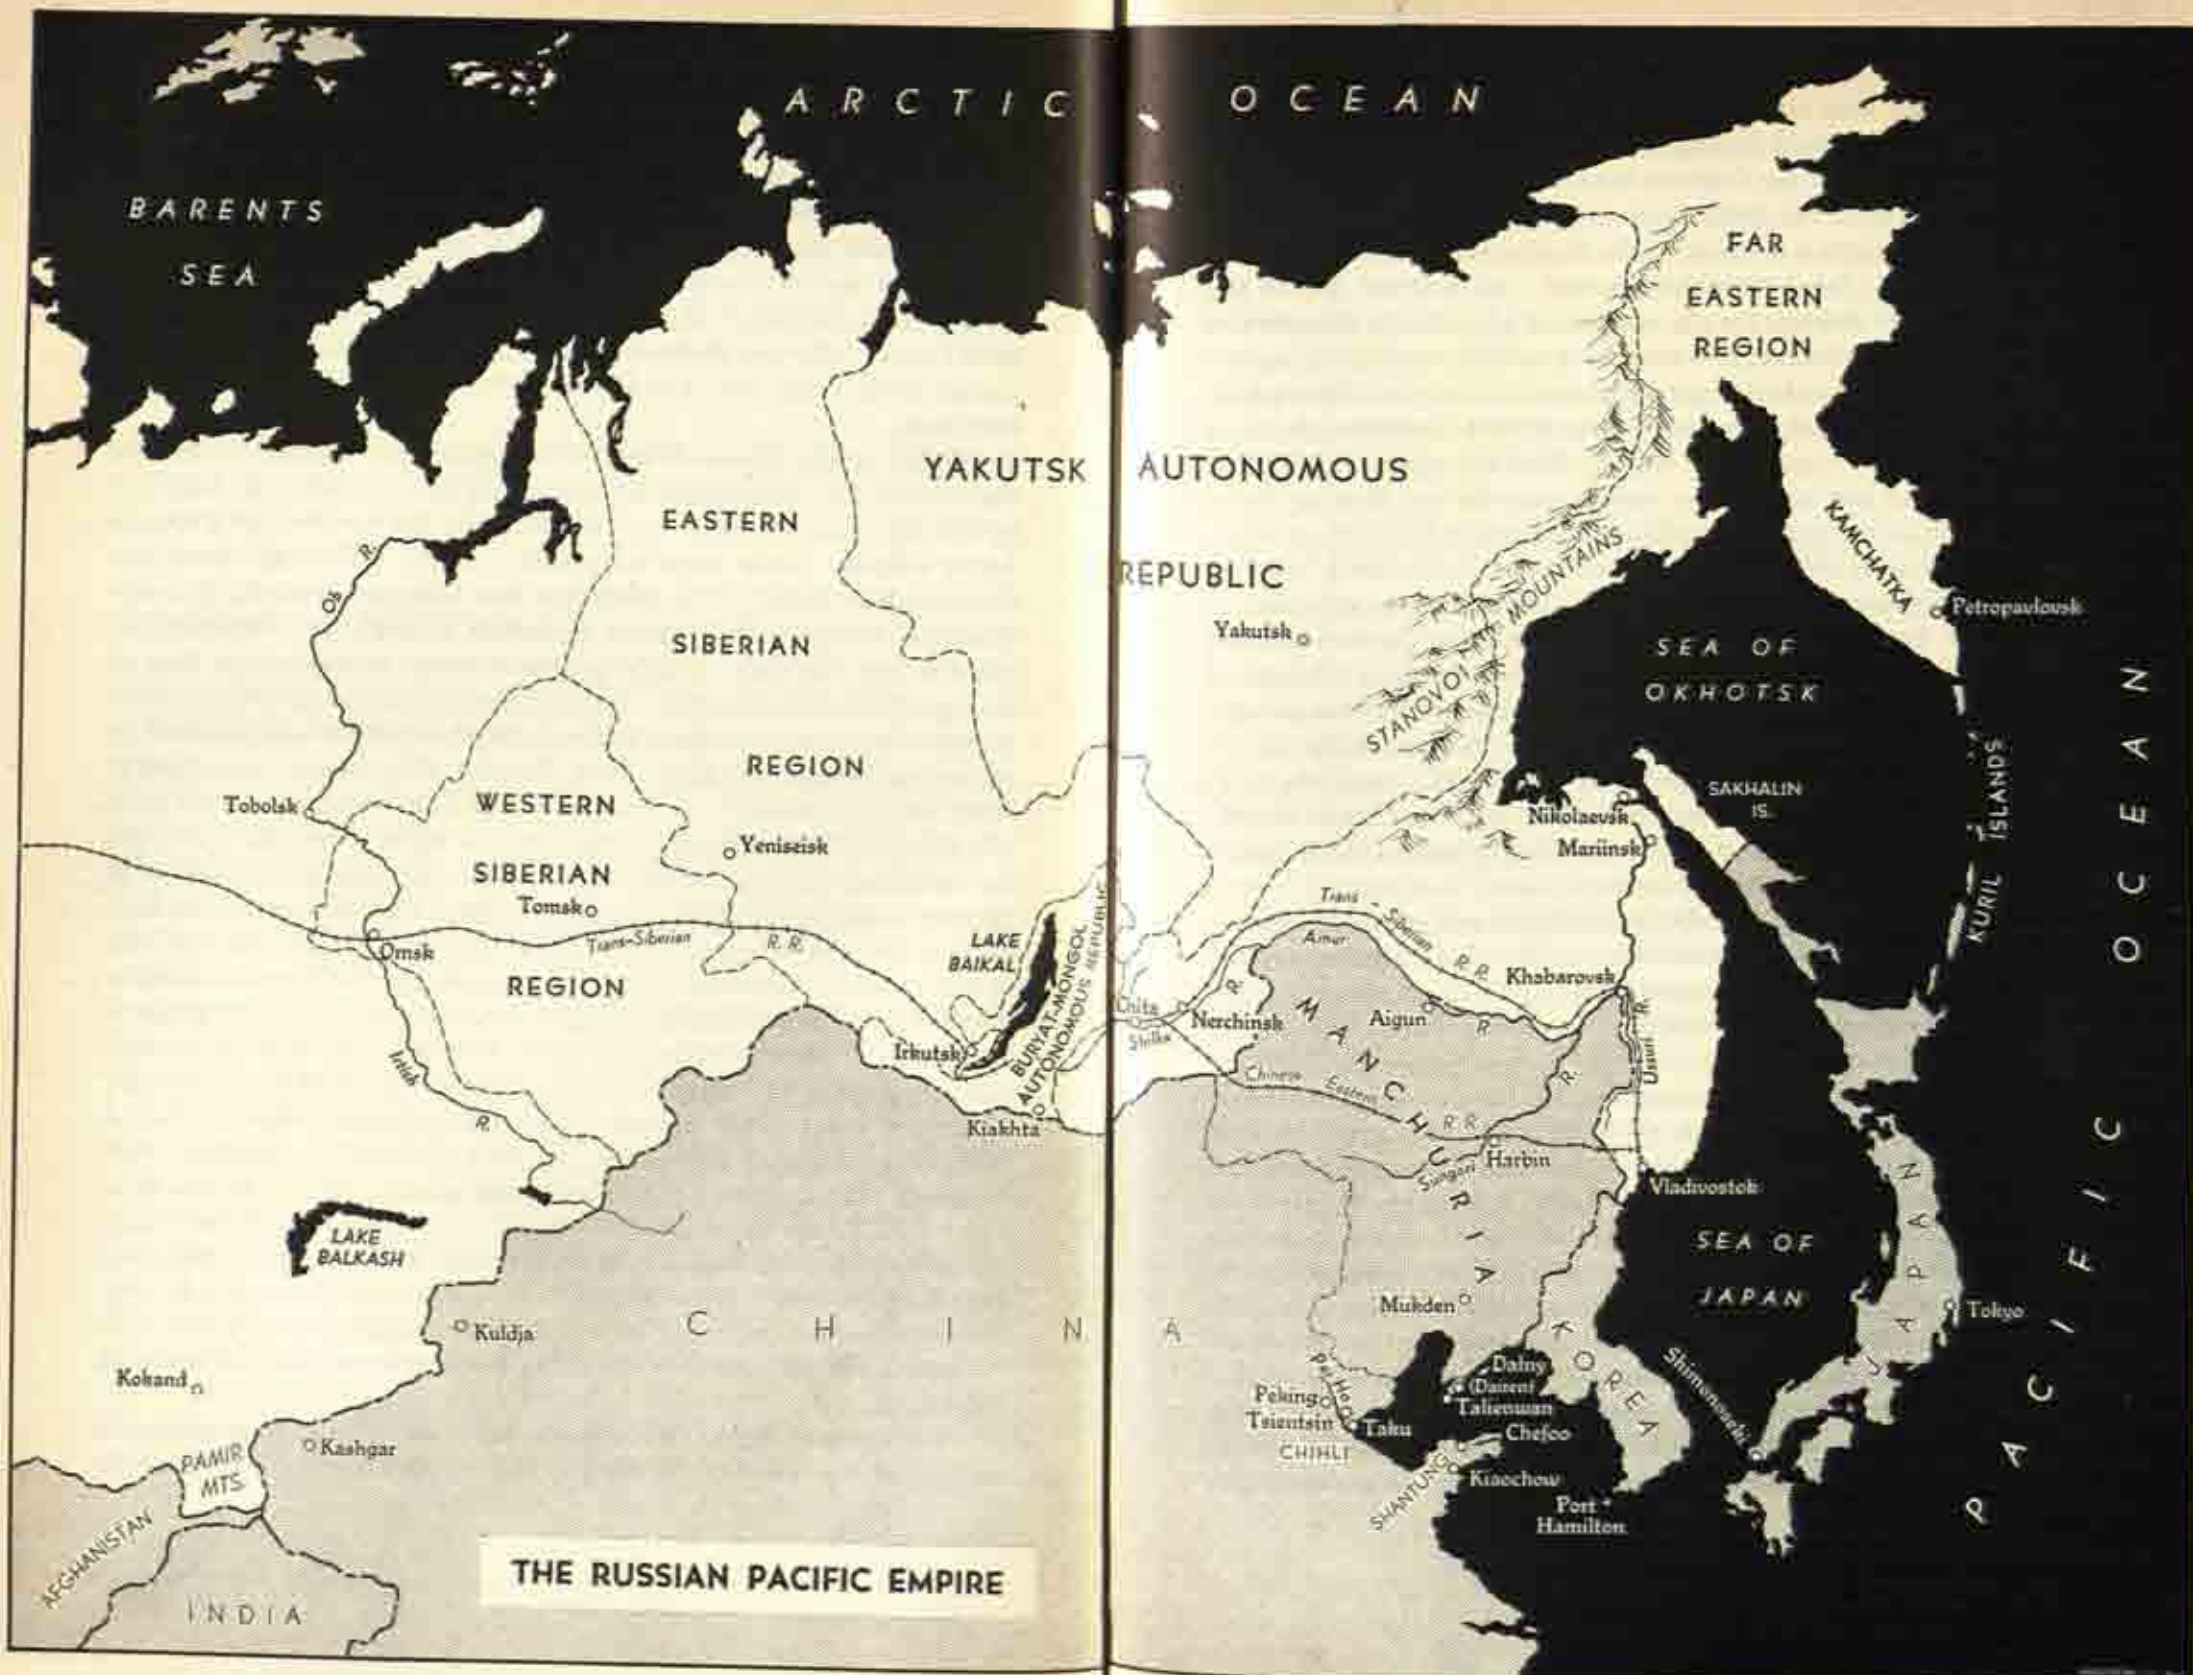 ARCTIC OCEAN
BARENTS
SEA
FAR
EASTERN
REGION
YAKUTSK AUTONOMOUS
REPUBLIC
EASTERN
SIBERIAN
REGION
Ob R.
KAMCHATKA
Petropavlovsk
STANOVOI MOUNTAINS
Yakutsk
SEA OF
OKHOTSK
KURIL ISLANDS
SAKHALIN
IS.
Nikolaevsk
Mariinsk
Tobolsk
WESTERN
SIBERIAN
REGION
Yeniseisk
Tomsk
Omsk
Trans-Siberian R. R.
Irtish R.
LAKE
BAIKAL
BURYAT-MONGOL
AUTONOMOUS REPUBLIC
Irkutsk
Kiakhta
Chita
Shilka R.
Nerchinsk
Trans-Siberian R. R.
Amur R.
Aigun
Khabarovsk
Ussuri R.
MANCHURIA
Chinese Eastern R. R.
Sungari R.
Harbin
Vladivostok
Mukden
LAKE
BALKASH
Kuldja
Kokand
Kashgar
PAMIR
MTS.
AFGHANISTAN
INDIA
CHINA
SEA OF
JAPAN
JAPAN
Tokyo
Shimonoseki
KOREA
Dalny
(Dairen)
Talienwan
Pei Ho R.
Peking
Tsientsin
Taku
CHIHLI
Chefoo
SHANTUNG
Kiaochow
Port
Hamilton
PACIFIC OCEAN
THE RUSSIAN PACIFIC EMPIRE